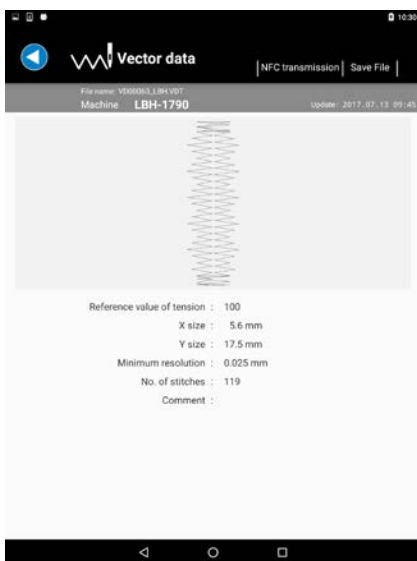 10:30
Vector data
NFC transmission Save File
File name: VD00063_LBH.VDT
Machine LBH-1790 Update: 2017.07.13 09:45
Reference value of tension : 100
X size : 5.6 mm
Y size : 17.5 mm
Minimum resolution : 0.025 mm
No. of stitches : 119
Comment :